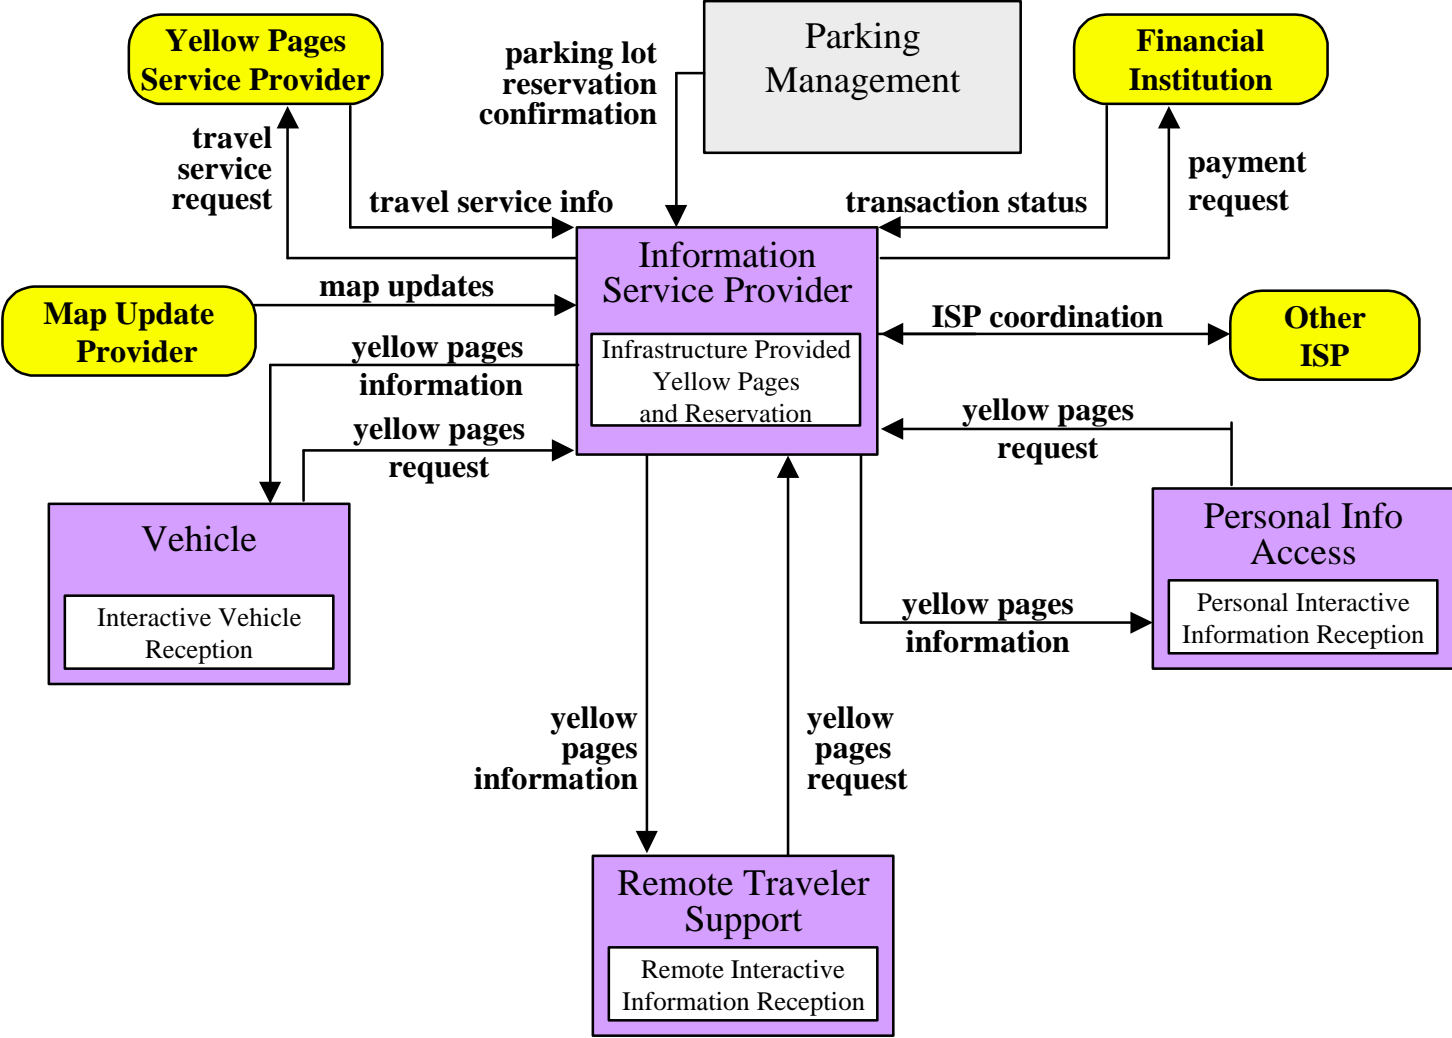 Yellow Pages
Service Provider
parking lot
reservation
confirmation
Parking
Management
Financial
Institution
travel
service
request
payment
request
travel service info
transaction status
Information
Service Provider
map updates
Map Update
Provider
ISP coordination
Other
ISP
Infrastructure Provided
Yellow Pages
and Reservation
yellow pages
information
yellow pages
request
yellow pages
request
Vehicle
Interactive Vehicle
Reception
Personal Info
Access
Personal Interactive
Information Reception
yellow pages
information
yellow
pages
information
yellow
pages
request
Remote Traveler
Support
Remote Interactive
Information Reception